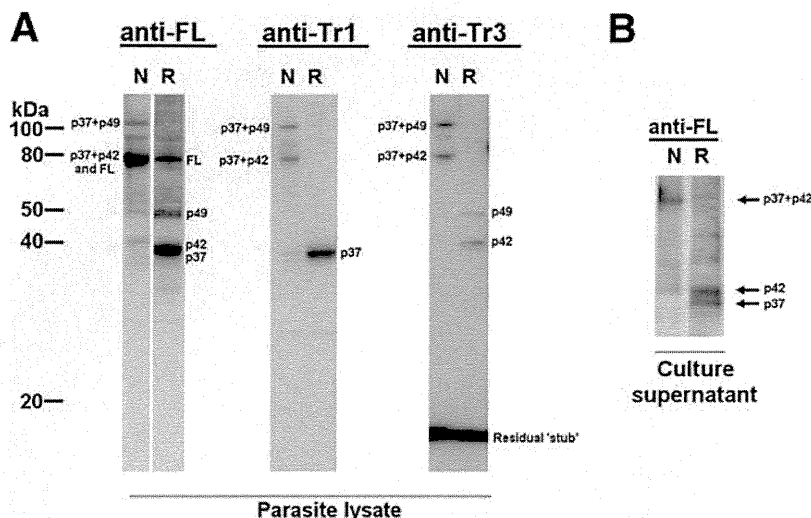 A
anti-FL
anti-Tr1
anti-Tr3
N R
N R
N R
kDa
100
80
50
40
20
p37+p49
p37+p42
and FL
FL
p49
p42
p37
p37+p49
p37+p42
p37
p37+p49
p37+p42
p49
p42
Residual 'stub'
Parasite lysate
B
anti-FL
N R
p37+p42
p42
p37
Culture
supernatant